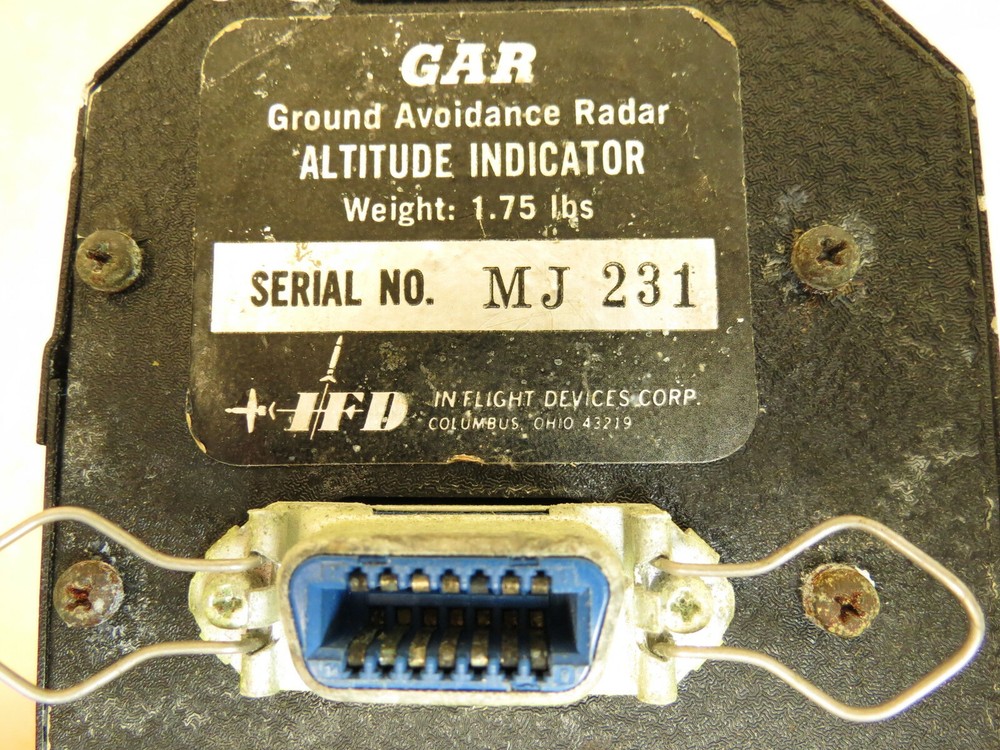 GAR
Ground Avoidance Radar
ALTITUDE INDICATOR
Weight: 1.75 lbs
SERIAL NO. MJ 231
IFD IN FLIGHT DEVICES CORP.
COLUMBUS, OHIO 43219